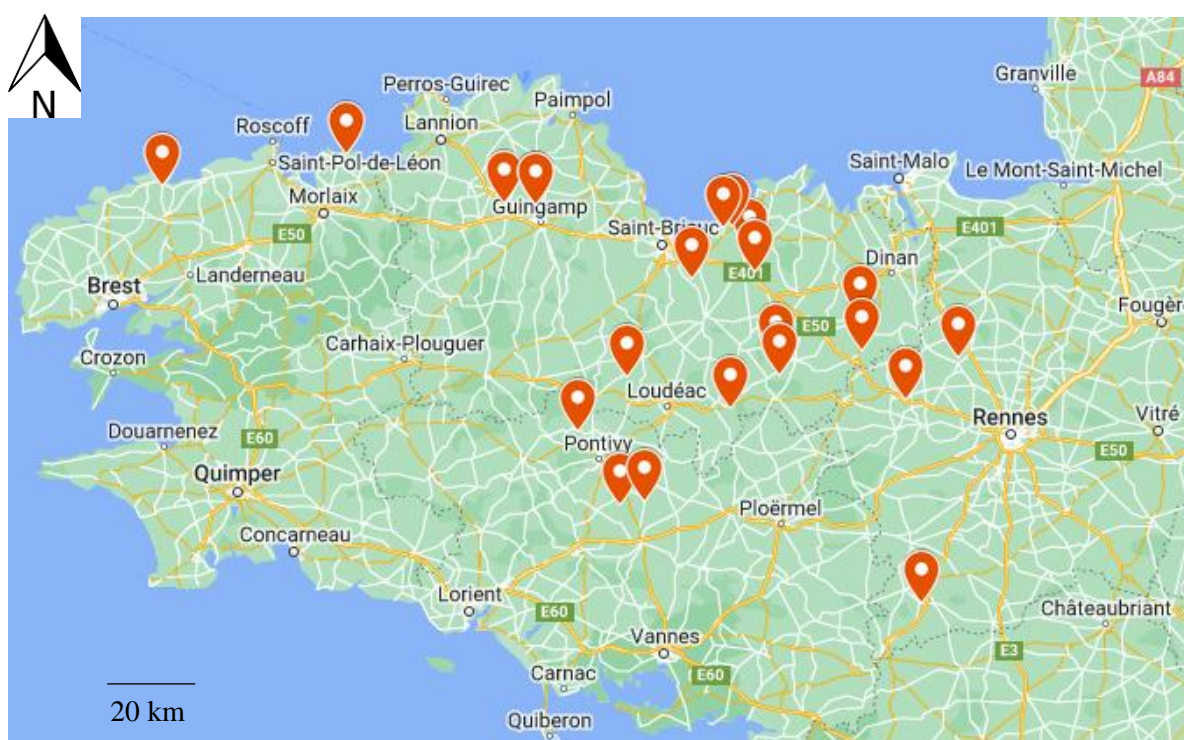 N
Granville
A84
Perros-Guirec
Paimpol
Roscoff
Lannion
Saint-Pol-de-Léon
Saint-Malo
Le Mont-Saint-Michel
Morlaix
Guingamp
E50
Saint-Brieuc
E401
Landerneau
Dinan
E401
Brest
E50
Fougèr
Crozon
Carhaix-Plouguer
Loudéac
Rennes
Vitré
Douarnenez
E60
Pontivy
E50
Quimper
Ploërmel
Concarneau
Lorient
E60
Châteaubriant
Vannes
E3
Carnac
E60
20 km
Quiberon